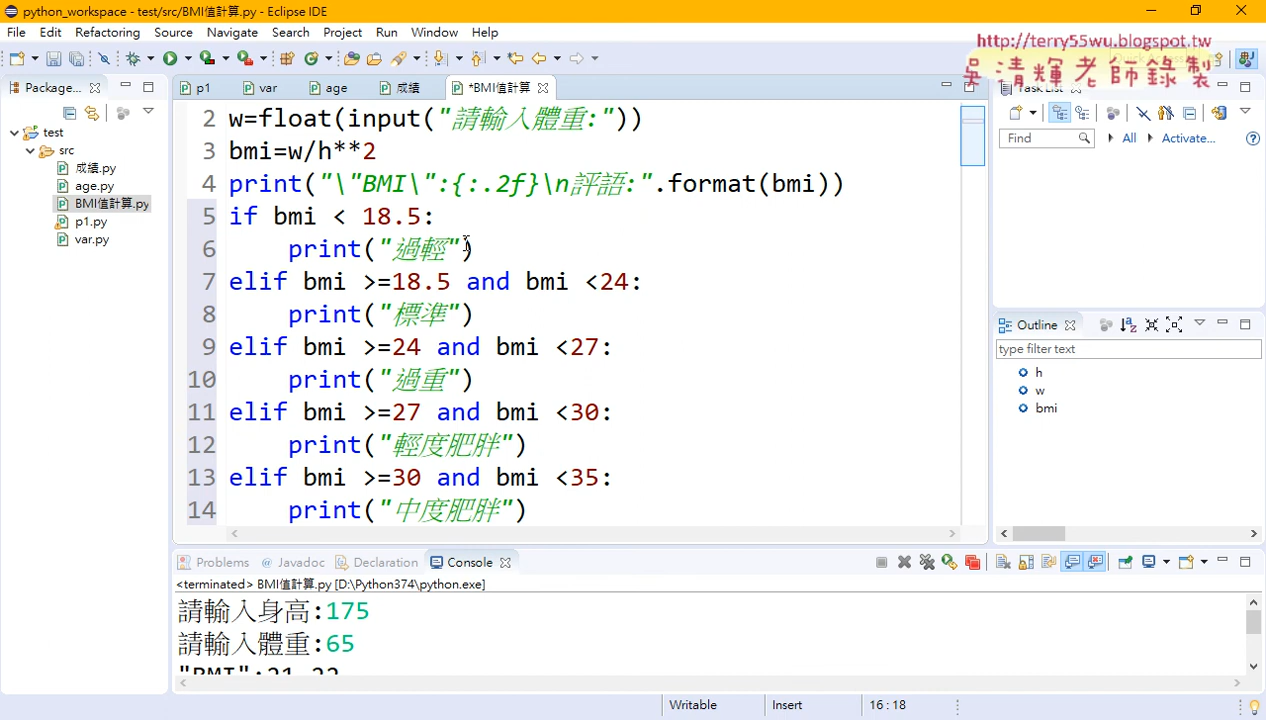 python_workspace - test/src/BMI值計算.py - Eclipse IDE
File Edit Refactoring Source Navigate Search Project Run Window Help
http://terry55wu.blogspot.tw
吳清輝老師錄製
Package...
p1 var age 成績 *BMI值計算
Task List
test
src
成績.py
age.py
BMI值計算.py
p1.py
var.py
2 w=float(input("請輸入體重:"))
3 bmi=w/h**2
4 print("\"BMI\":{:.2f}\n評語:".format(bmi))
5 if bmi < 18.5:
6 print("過輕")
7 elif bmi >=18.5 and bmi <24:
8 print("標準")
9 elif bmi >=24 and bmi <27:
10 print("過重")
11 elif bmi >=27 and bmi <30:
12 print("輕度肥胖")
13 elif bmi >=30 and bmi <35:
14 print("中度肥胖")
Find All Activate...
Outline
type filter text
h
w
bmi
Problems Javadoc Declaration Console
<terminated> BMI值計算.py [D:\Python374\python.exe]
請輸入身高:175
請輸入體重:65
"BMI":21.22
Writable Insert 16 : 18